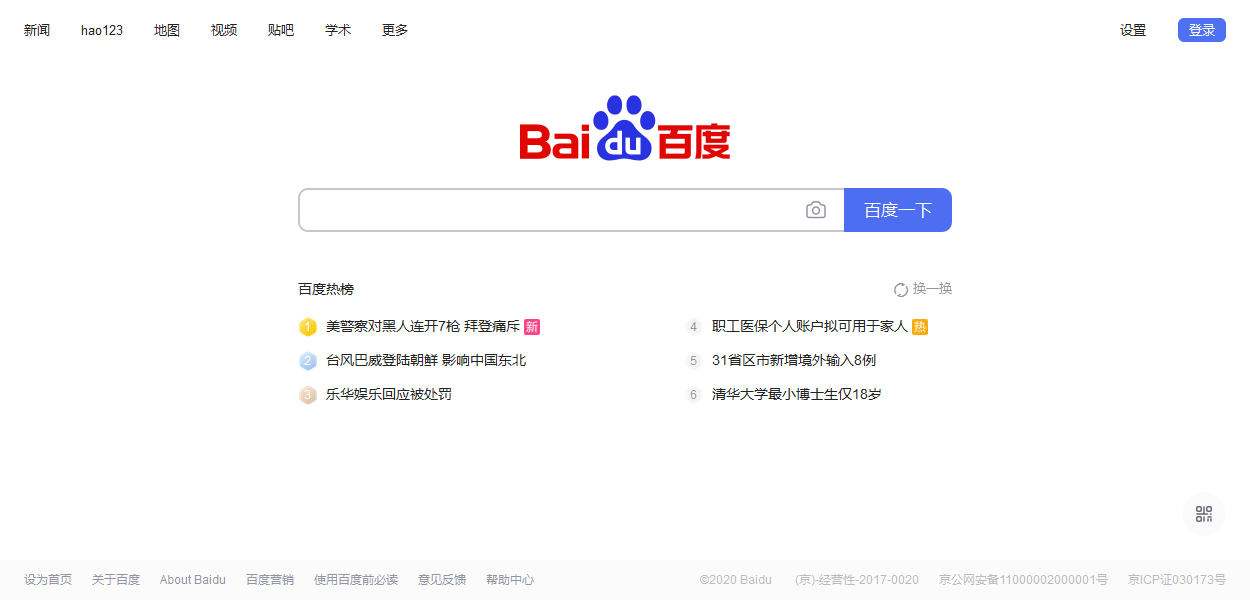 新闻 hao123 地图 视频 贴吧 学术 更多 设置 登录
Bai du 百度
百度一下
百度热榜 换一换
1 美警察对黑人连开7枪 拜登痛斥 新
2 台风巴威登陆朝鲜 影响中国东北
3 乐华娱乐回应被处罚
4 职工医保个人账户拟可用于家人 热
5 31省区市新增境外输入8例
6 清华大学最小博士生仅18岁
设为首页 关于百度 About Baidu 百度营销 使用百度前必读 意见反馈 帮助中心 ©2020 Baidu (京)-经营性-2017-0020 京公网安备11000002000001号 京ICP证030173号